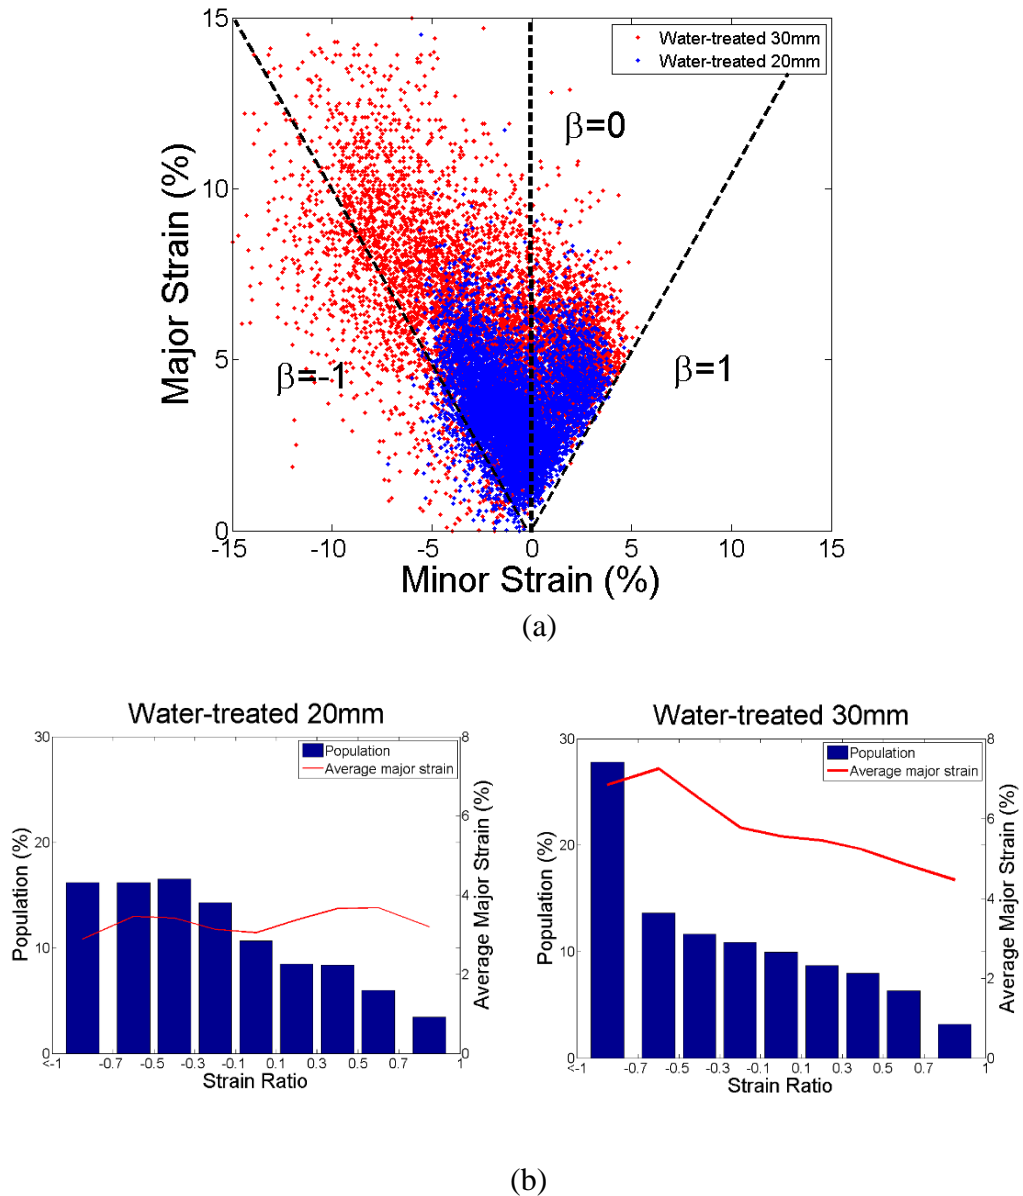 15
Water-treated 30mm
Water-treated 20mm
β=0
10
Major Strain (%)
5
β=-1
β=1
0
-15 -10 -5 0 5 10 15
Minor Strain (%)
(a)
Water-treated 20mm
30 8
Population
Average major strain
6
20
Population (%)
Average Major Strain (%)
4
10
2
0 0
<-1 -0.7 -0.5 -0.3 -0.1 0.1 0.3 0.5 0.7 1
Strain Ratio
Water-treated 30mm
30 8
Population
Average major strain
6
20
Population (%)
Average Major Strain (%)
4
10
2
0 0
<-1 -0.7 -0.5 -0.3 -0.1 0.1 0.3 0.5 0.7 1
Strain Ratio
(b)